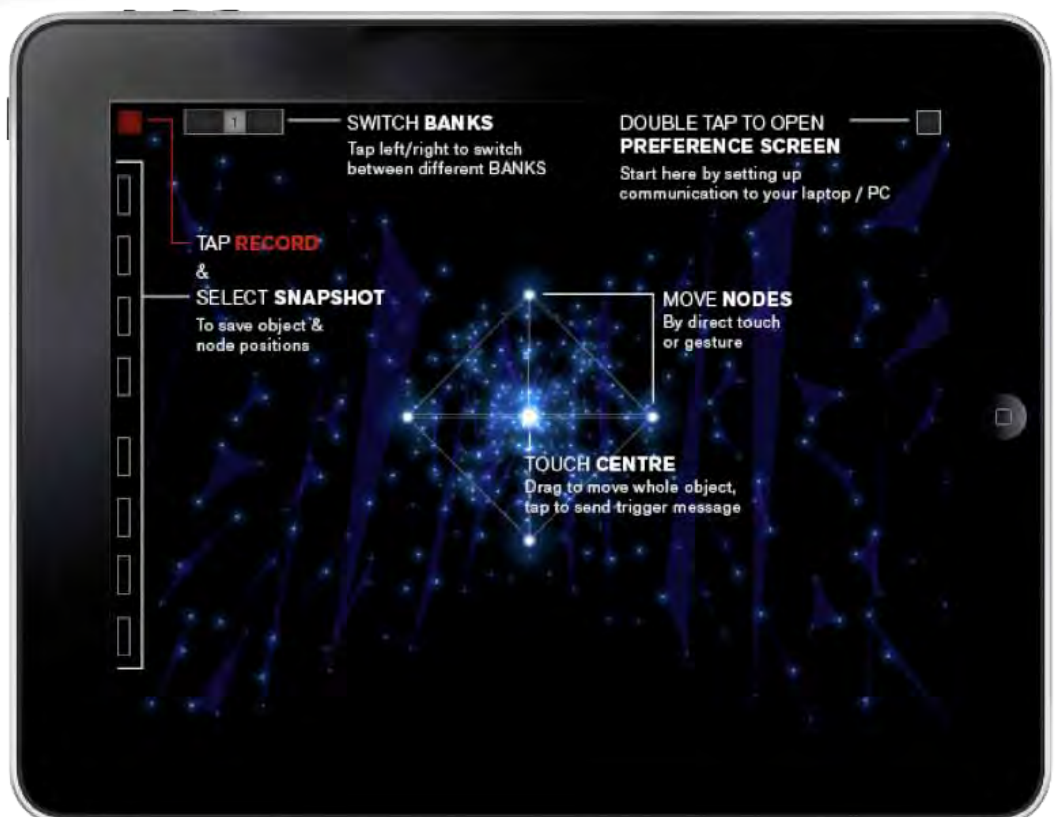 1
SWITCH BANKS
Tap left/right to switch
between different BANKS
DOUBLE TAP TO OPEN
PREFERENCE SCREEN
Start here by setting up
communication to your laptop / PC
TAP RECORD
&
SELECT SNAPSHOT
To save object &
node positions
MOVE NODES
By direct touch
or gesture
TOUCH CENTRE
Drag to move whole object,
tap to send trigger message